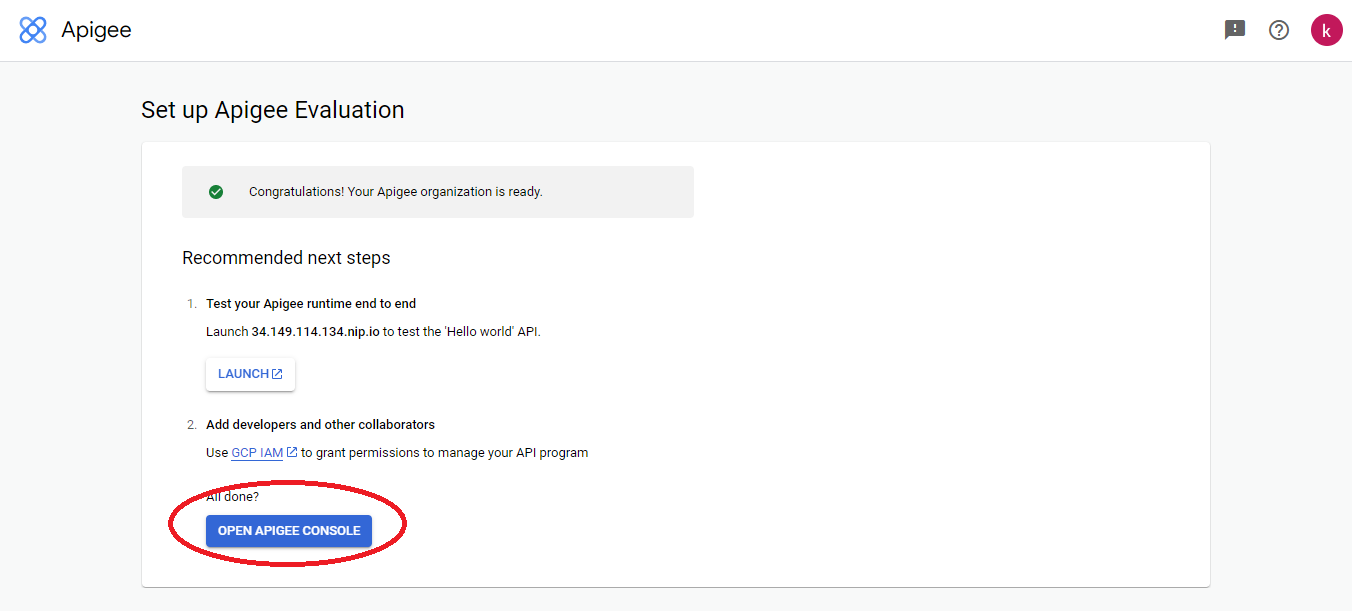 Apigee
k
Set up Apigee Evaluation
Congratulations! Your Apigee organization is ready.
Recommended next steps
1. Test your Apigee runtime end to end
Launch 34.149.114.134.nip.io to test the 'Hello world' API.
LAUNCH
2. Add developers and other collaborators
Use GCP IAM to grant permissions to manage your API program
All done?
OPEN APIGEE CONSOLE